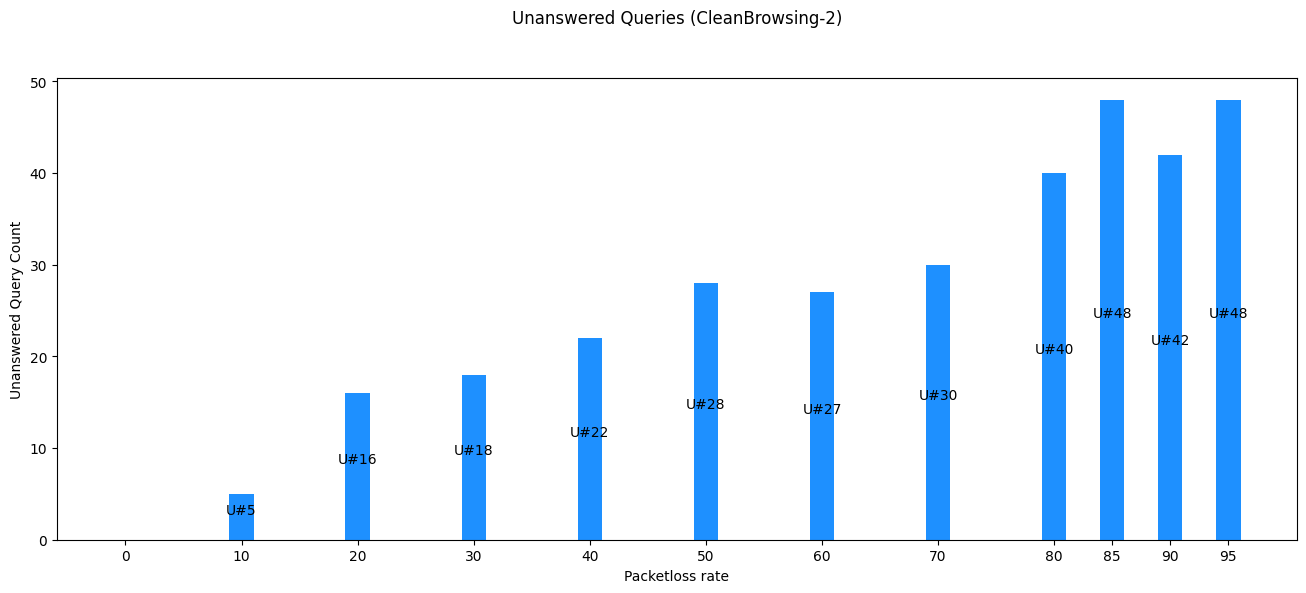 Unanswered Queries (CleanBrowsing-2)
50
40
30
20
10
0
Unanswered Query Count
U#5
U#16
U#18
U#22
U#28
U#27
U#30
U#40
U#48
U#42
U#48
0 10 20 30 40 50 60 70 80 85 90 95
Packetloss rate